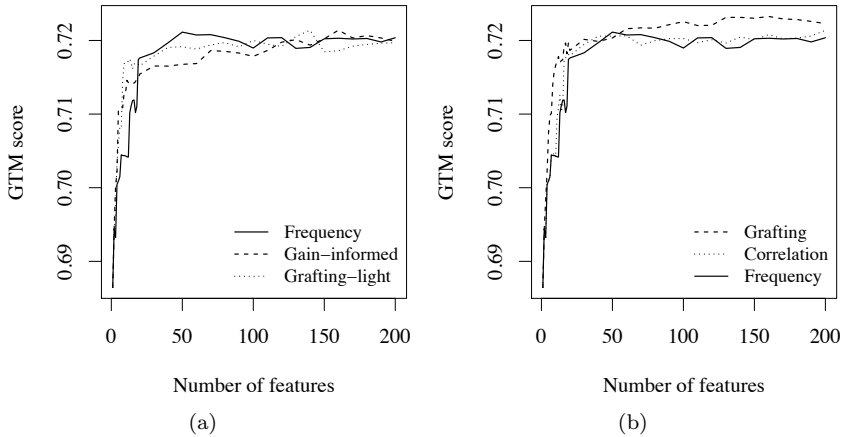 GTM score
0.72
0.71
0.70
0.69
Frequency
Gain−informed
Grafting−light
0 50 100 150 200
Number of features
(a)
GTM score
0.72
0.71
0.70
0.69
Grafting
Correlation
Frequency
0 50 100 150 200
Number of features
(b)